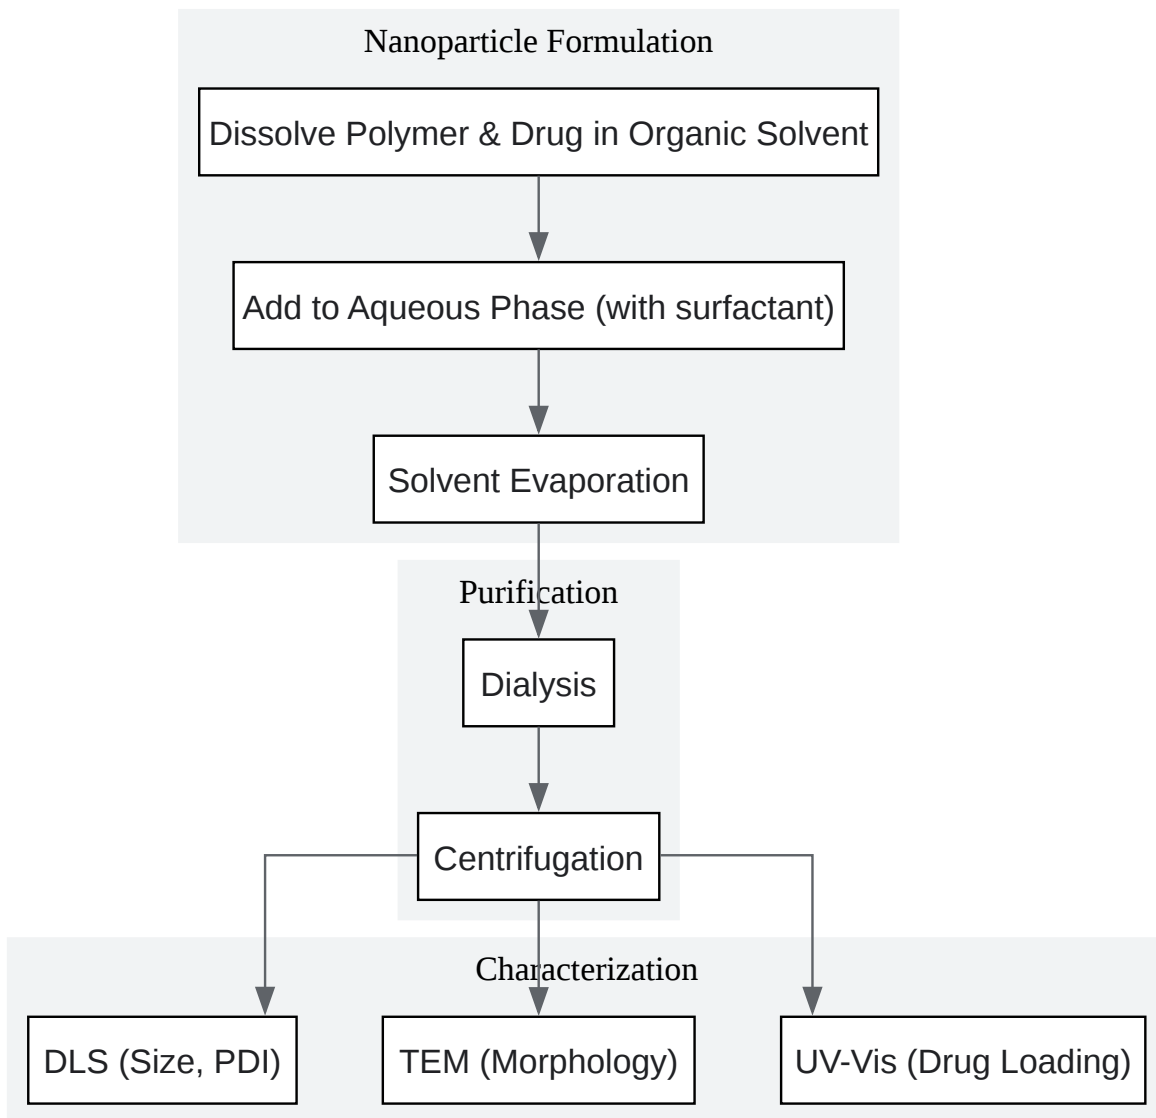 Nanoparticle Formulation
Dissolve Polymer & Drug in Organic Solvent
Add to Aqueous Phase (with surfactant)
Solvent Evaporation
Purification
Dialysis
Centrifugation
Characterization
DLS (Size, PDI)
TEM (Morphology)
UV-Vis (Drug Loading)